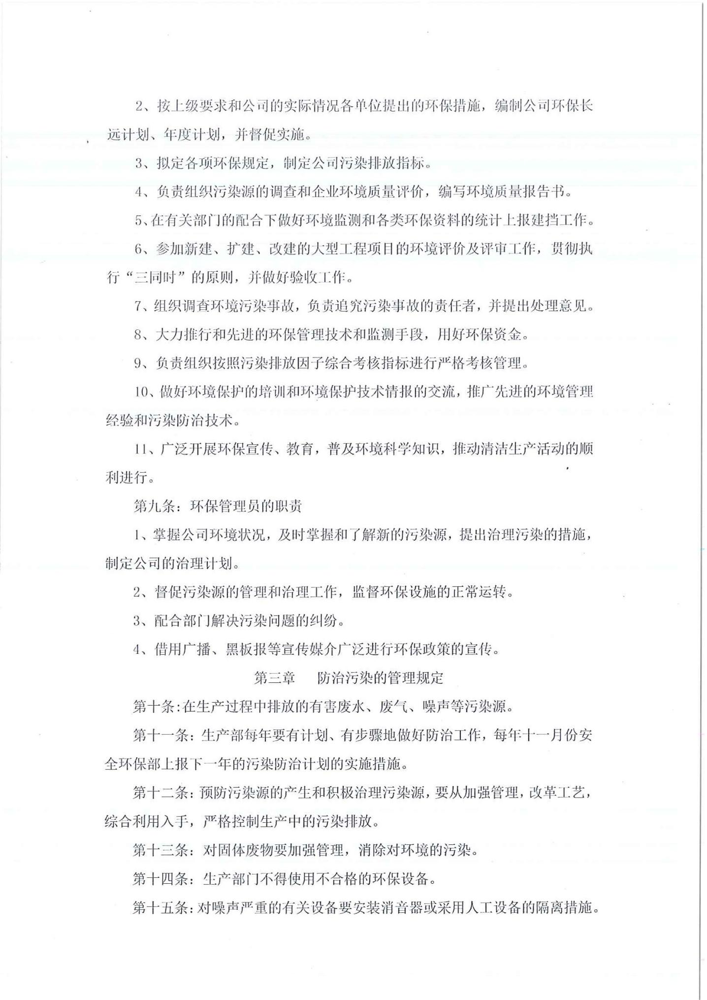 2、按上级要求和公司的实际情况各单位提出的环保措施，编制公司环保长
远计划、年度计划，并督促实施。
3、拟定各项环保规定，制定公司污染排放指标。
4、负责组织污染源的调查和企业环境质量评价，编写环境质量报告书。
5、在有关部门的配合下做好环境监测和各类环保资料的统计上报建挡工作。
6、参加新建、扩建、改建的大型工程项目的环境评价及评审工作，贯彻执
行“三同时”的原则，并做好验收工作。
7、组织调查环境污染事故，负责追究污染事故的责任者，并提出处理意见。
8、大力推行和先进的环保管理技术和监测手段，用好环保资金。
9、负责组织按照污染排放因子综合考核指标进行严格考核管理。
10、做好环境保护的培训和环境保护技术情报的交流，推广先进的环境管理
经验和污染防治技术。
11、广泛开展环保宣传、教育，普及环境科学知识，推动清洁生产活动的顺
利进行。
第九条：环保管理员的职责
1、掌握公司环境状况，及时掌握和了解新的污染源，提出治理污染的措施，
制定公司的治理计划。
2、督促污染源的管理和治理工作，监督环保设施的正常运转。
3、配合部门解决污染问题的纠纷。
4、借用广播、黑板报等宣传媒介广泛进行环保政策的宣传。
第三章 防治污染的管理规定
第十条：在生产过程中排放的有害废水、废气、噪声等污染源。
第十一条：生产部每年要有计划、有步骤地做好防治工作，每年十一月份安
全环保部上报下一年的污染防治计划的实施措施。
第十二条：预防污染源的产生和积极治理污染源，要从加强管理，改革工艺，
综合利用入手，严格控制生产中的污染排放。
第十三条：对固体废物要加强管理，消除对环境的污染。
第十四条：生产部门不得使用不合格的环保设备。
第十五条：对噪声严重的有关设备要安装消音器或采用人工设备的隔离措施。